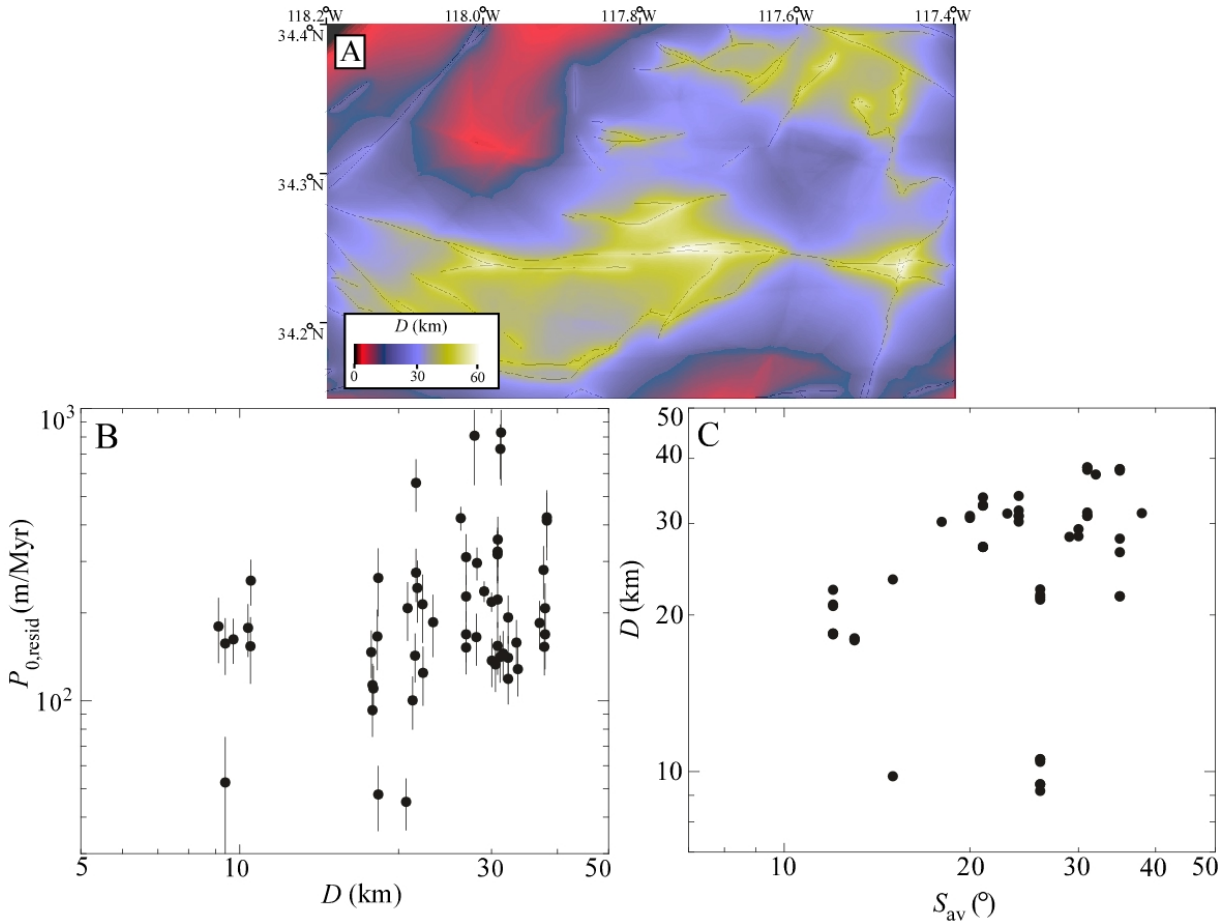 118.2°W 118.0°W 117.8°W 117.6°W 117.4°W
34.4°N
A
34.3°N
34.2°N
D (km)
0 30 60
B
10³
10²
P0,resid (m/Myr)
5 10 20 30 50
D (km)
C
50
40
30
20
10
D (km)
10 20 30 40 50
Sav (°)